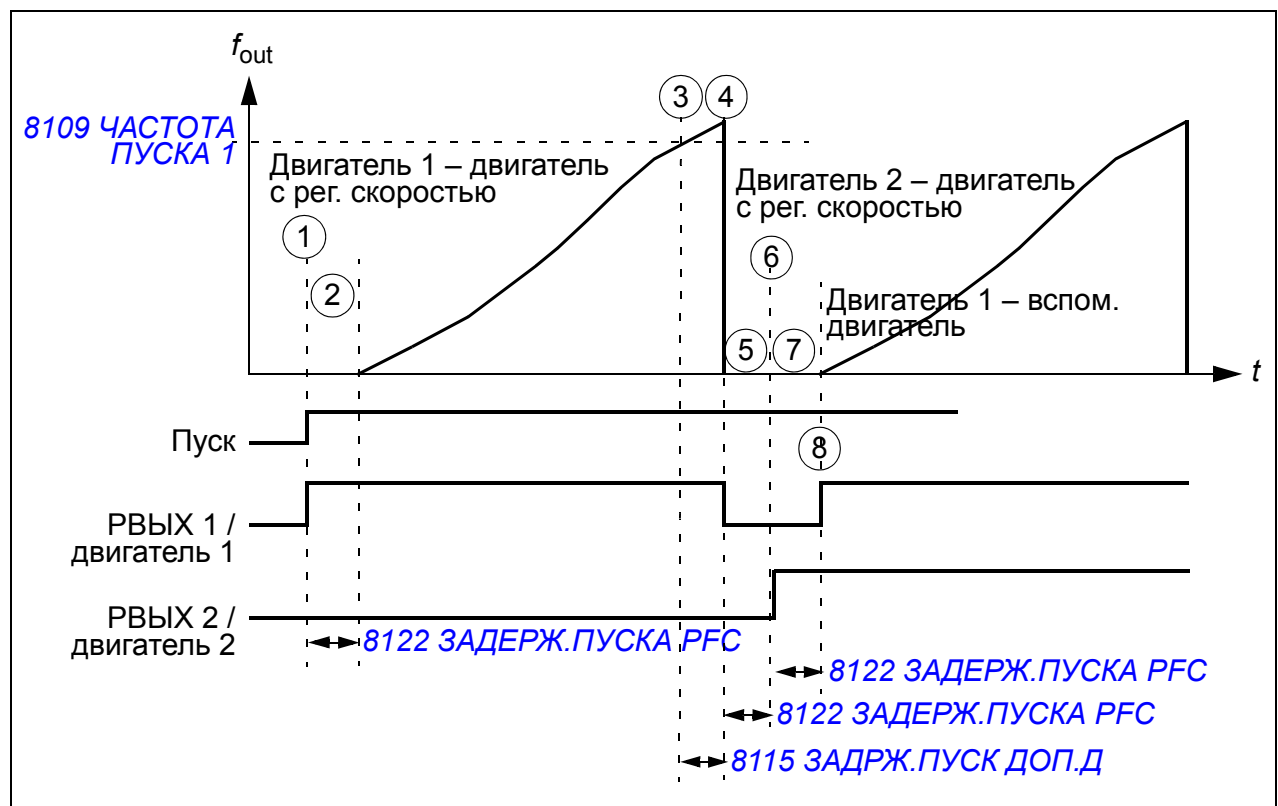 fout
8109 ЧАСТОТА
ПУСКА 1
3
4
Двигатель 1 – двигатель
с рег. скоростью
Двигатель 2 – двигатель
с рег. скоростью
1
2
6
Двигатель 1 – вспом.
двигатель
5
7
t
Пуск
8
РВЫХ 1 /
двигатель 1
РВЫХ 2 /
двигатель 2
8122 ЗАДЕРЖ.ПУСКА PFC
8122 ЗАДЕРЖ.ПУСКА PFC
8122 ЗАДЕРЖ.ПУСКА PFC
8115 ЗАДРЖ.ПУСК ДОП.Д